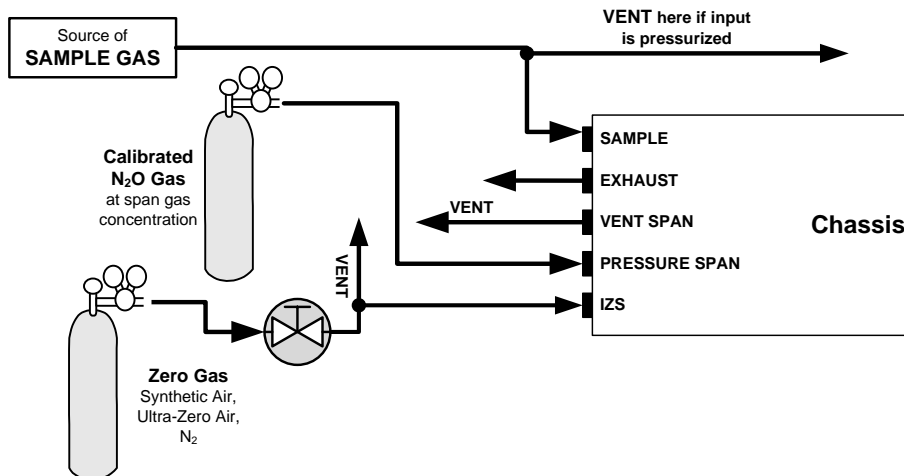 Source of
SAMPLE GAS
VENT here if input
is pressurized
Calibrated
N₂O Gas
at span gas
concentration
SAMPLE
EXHAUST
VENT
VENT SPAN
Chassis
PRESSURE SPAN
VENT
IZS
Zero Gas
Synthetic Air,
Ultra-Zero Air,
N₂